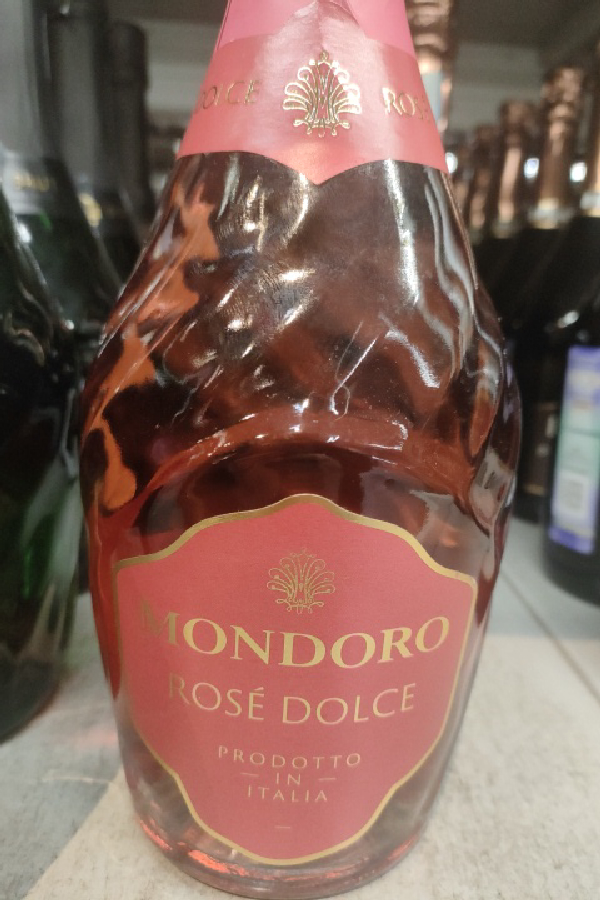 DOLCE ROSÉ
MONDORO
ROSÉ DOLCE
PRODOTTO
— IN —
ITALIA